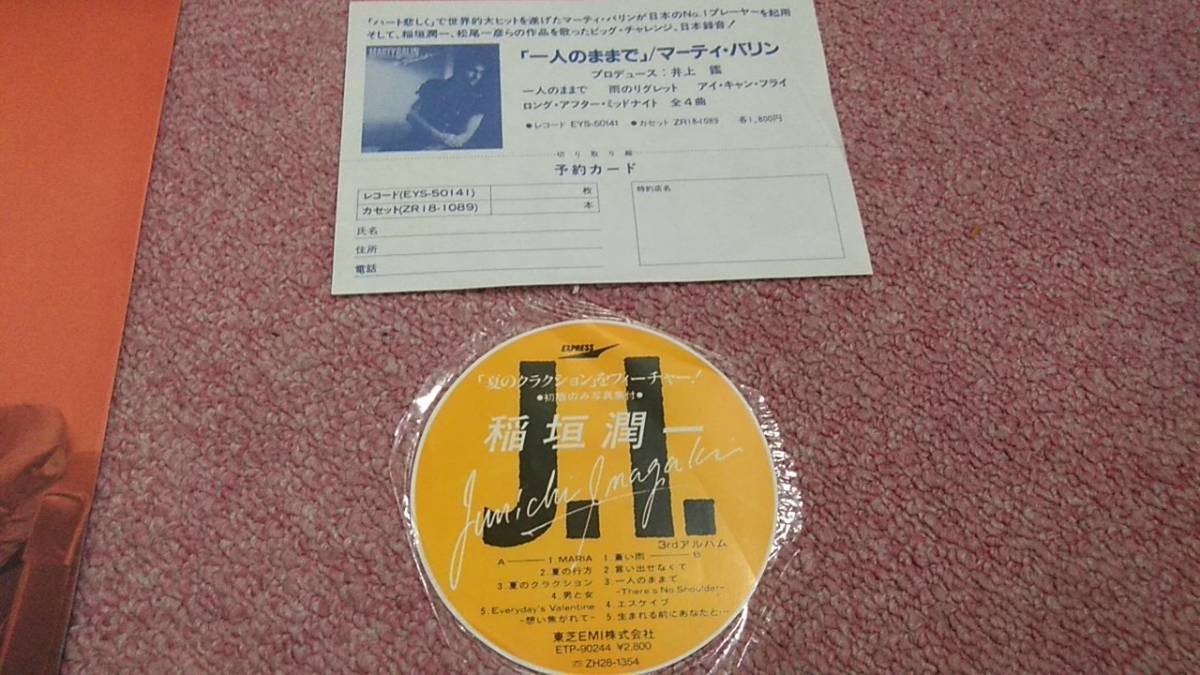 「ハート悲しく」で世界的大ヒットを遂げたマーティ・バリンが日本のNo.1プレーヤーを起用
そして、稲垣潤一、松尾一彦らの作品を歌ったビッグ・チャレンジ、日本録音!
MARTY BALIN
「一人のままで」/マーティ・バリン
プロデュース:井上 鑑
一人のままで 雨のリグレット アイ・キャン・フライ
ロング・アフター・ミッドナイト 全4曲
●レコード EYS-50141 ●カセット ZR18-1089 各1,800円
切り取り線
予約カード
レコード(EYS-50141) 枚
カセット(ZR18-1089) 本
氏名
住所
電話
特約店名
EXPRESS
J.I.
「夏のクラクション」をフィーチャー!
●初版のみ写真集付●
稲垣潤一
Junichi Inagaki
3rdアルバム
A 1. MARIA
2. 夏の行方
3. 夏のクラクション
4. 男と女
5. Everyday's Valentine
-想い焦がれて-
1. 蒼い雨 B
2. 言い出せなくて
3. 一人のままで
-There's No Shoulder-
4. エスケイプ
5. 生まれる前にあなたと…
東芝EMI株式会社
ETP-90244 ¥2,800
ZH28-1354